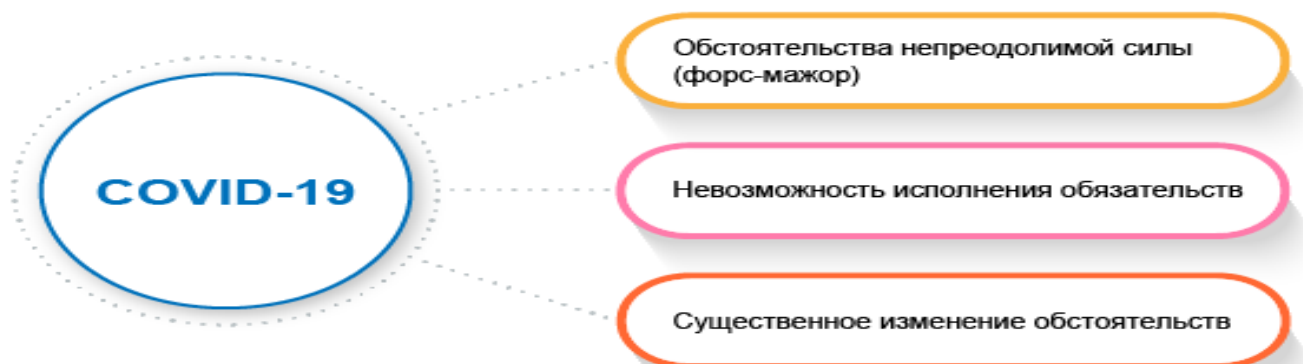 COVID-19
Обстоятельства непреодолимой силы
(форс-мажор)
Невозможность исполнения обязательств
Существенное изменение обстоятельств